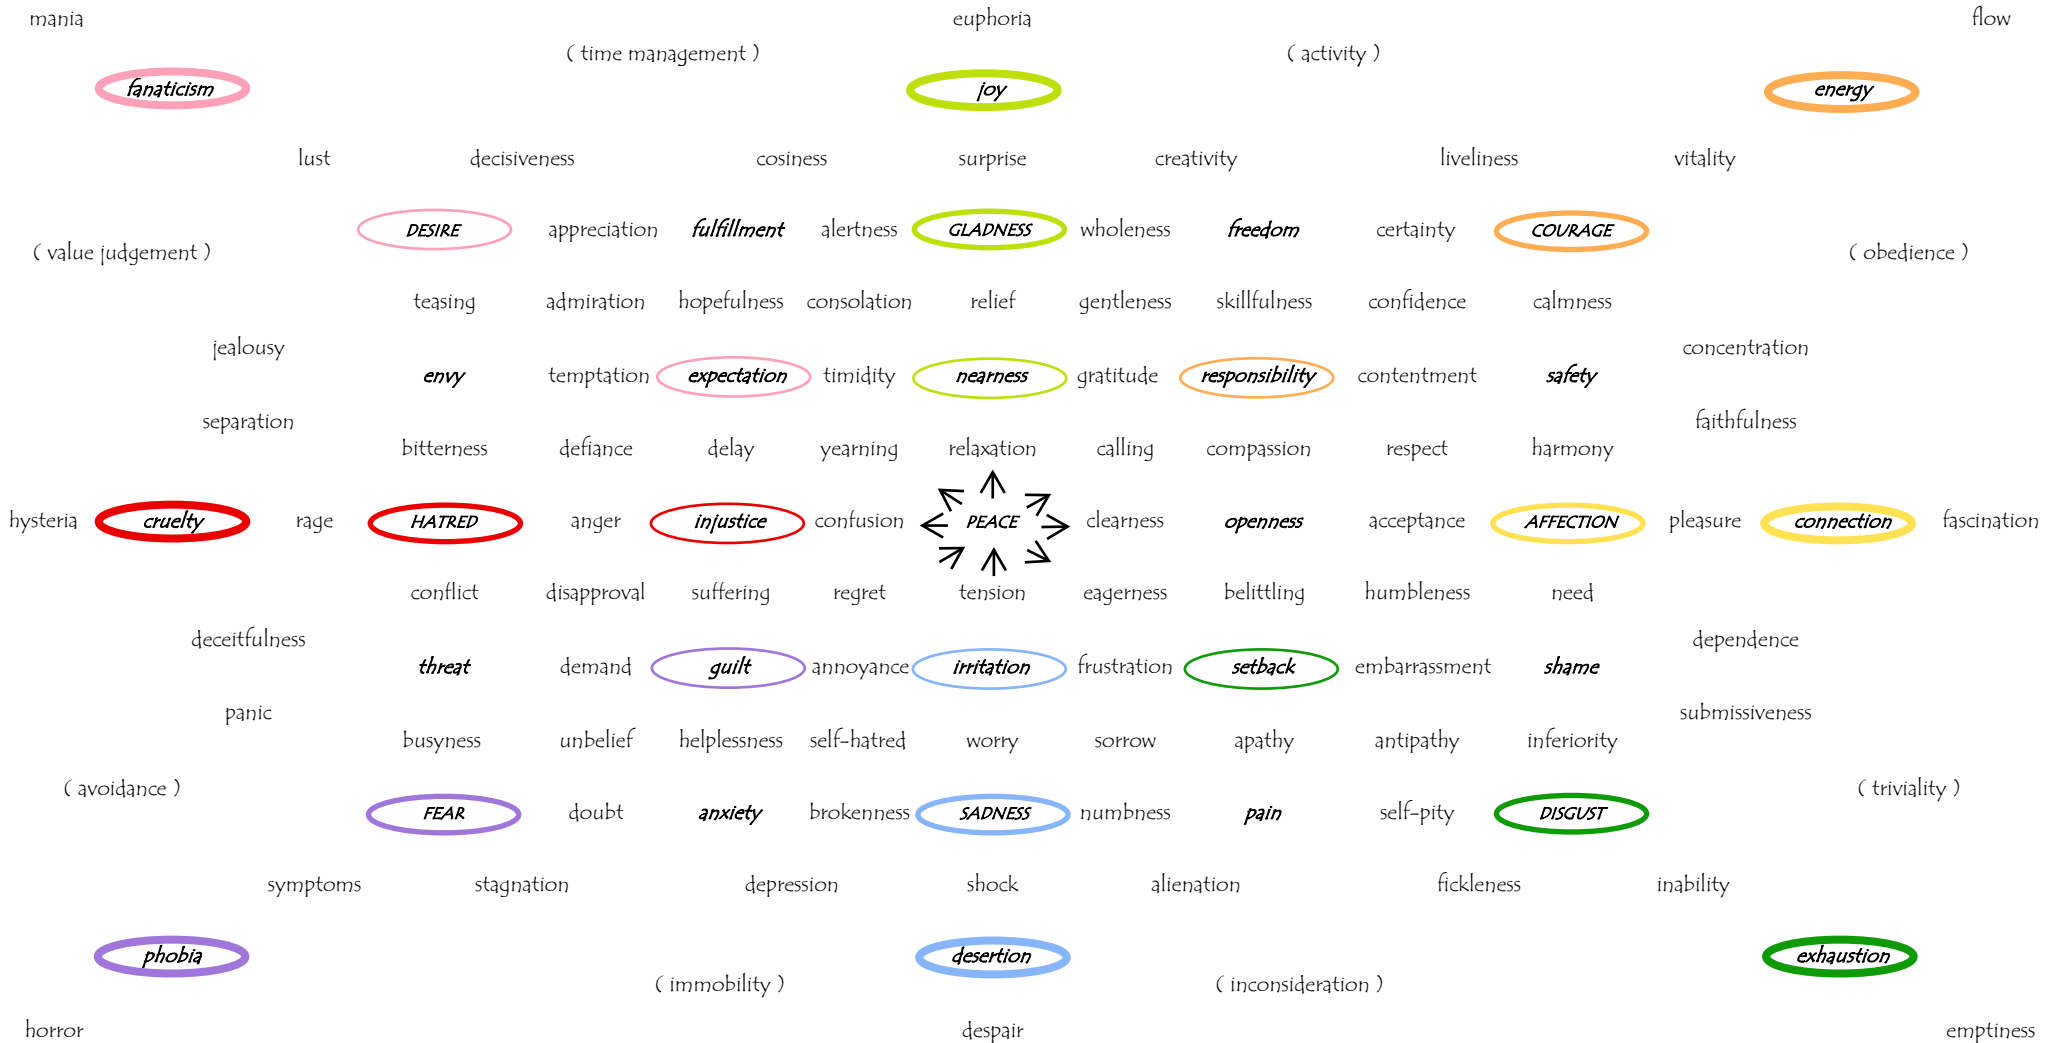 mania euphoria flow
( time management ) ( activity )
fanaticism joy energy
lust decisiveness cosiness surprise creativity liveliness vitality
DESIRE appreciation fulfillment alertness GLADNESS wholeness freedom certainty COURAGE
( value judgement ) ( obedience )
teasing admiration hopefulness consolation relief gentleness skillfulness confidence calmness
jealousy concentration
envy temptation expectation timidity nearness gratitude responsibility contentment safety
separation faithfulness
bitterness defiance delay yearning relaxation calling compassion respect harmony
hysteria cruelty rage HATRED anger injustice confusion PEACE clearness openness acceptance AFFECTION pleasure connection fascination
conflict disapproval suffering regret tension eagerness belittling humbleness need
deceitfulness dependence
threat demand guilt annoyance irritation frustration setback embarrassment shame
panic submissiveness
busyness unbelief helplessness self-hatred worry sorrow apathy antipathy inferiority
( avoidance ) ( triviality )
FEAR doubt anxiety brokenness SADNESS numbness pain self-pity DISGUST
symptoms stagnation depression shock alienation fickleness inability
phobia desertion exhaustion
( immobility ) ( inconsideration )
horror despair emptiness